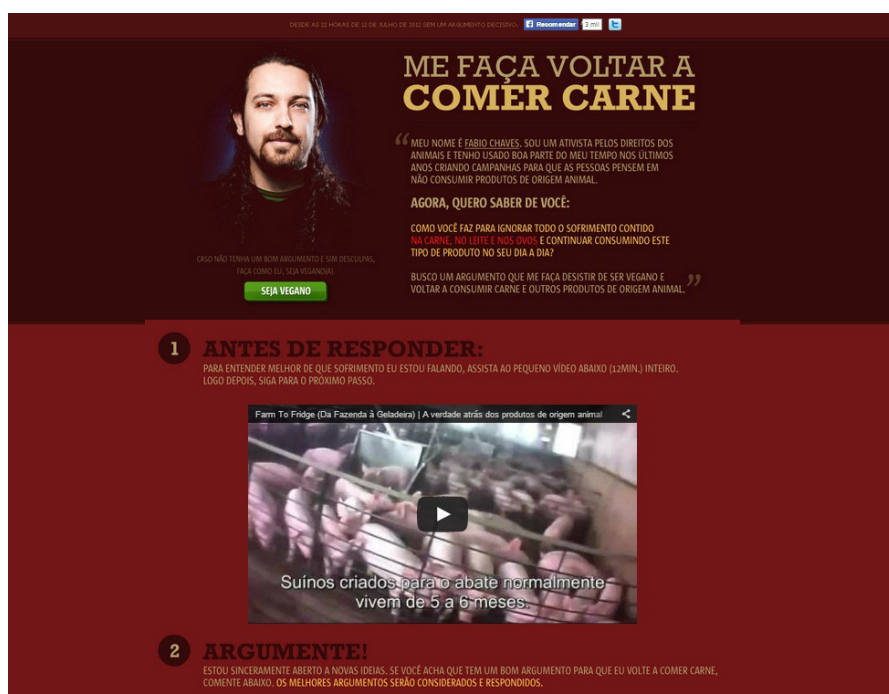 DESDE AS 22 HORAS DE 12 DE JULHO DE 2012 SEM UM ARGUMENTO DECISIVO:
Recomendar
3 mil
ME FAÇA VOLTAR A
COMER CARNE
“ MEU NOME É FABIO CHAVES, SOU UM ATIVISTA PELOS DIREITOS DOS
ANIMAIS E TENHO USADO BOA PARTE DO MEU TEMPO NOS ÚLTIMOS
ANOS CRIANDO CAMPANHAS PARA QUE AS PESSOAS PENSEM EM
NÃO CONSUMIR PRODUTOS DE ORIGEM ANIMAL.
AGORA, QUERO SABER DE VOCÊ:
COMO VOCÊ FAZ PARA IGNORAR TODO O SOFRIMENTO CONTIDO
NA CARNE, NO LEITE E NOS OVOS E CONTINUAR CONSUMINDO ESTE
TIPO DE PRODUTO NO SEU DIA A DIA?
BUSCO UM ARGUMENTO QUE ME FAÇA DESISTIR DE SER VEGANO E
VOLTAR A CONSUMIR CARNE E OUTROS PRODUTOS DE ORIGEM ANIMAL. ”
CASO NÃO TENHA UM BOM ARGUMENTO E SIM DESCULPAS,
FAÇA COMO EU, SEJA VEGANO(A).
SEJA VEGANO
1 ANTES DE RESPONDER:
PARA ENTENDER MELHOR DE QUE SOFRIMENTO EU ESTOU FALANDO, ASSISTA AO PEQUENO VÍDEO ABAIXO (12MIN.) INTEIRO.
LOGO DEPOIS, SIGA PARA O PRÓXIMO PASSO.
Farm To Fridge (Da Fazenda à Geladeira) | A verdade atrás dos produtos de origem animal
Suínos criados para o abate normalmente
vivem de 5 a 6 meses.
2 ARGUMENTE!
ESTOU SINCERAMENTE ABERTO A NOVAS IDEIAS. SE VOCÊ ACHA QUE TEM UM BOM ARGUMENTO PARA QUE EU VOLTE A COMER CARNE,
COMENTE ABAIXO. OS MELHORES ARGUMENTOS SERÃO CONSIDERADOS E RESPONDIDOS.